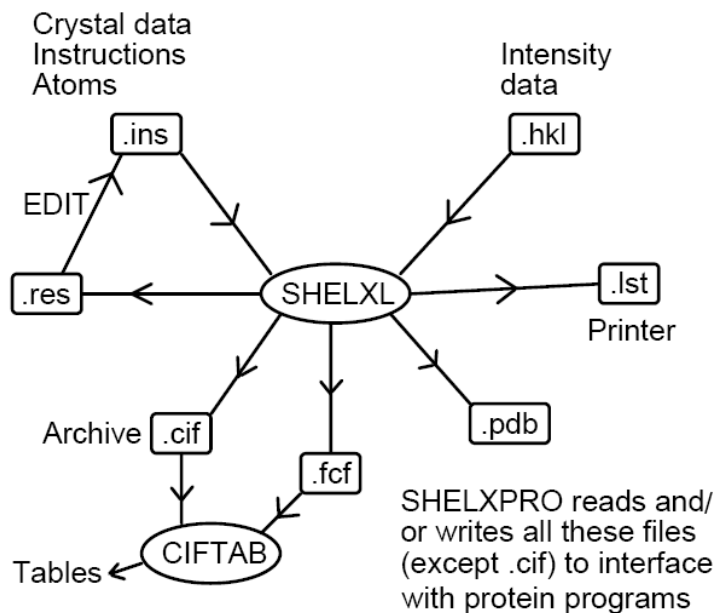 Crystal data
Instructions
Atoms
Intensity
data
.ins
.hkl
EDIT
.res
SHELXL
.lst
Printer
Archive
.cif
.pdb
.fcf
SHELXPRO reads and/
or writes all these files
(except .cif) to interface
with protein programs
CIFTAB
Tables